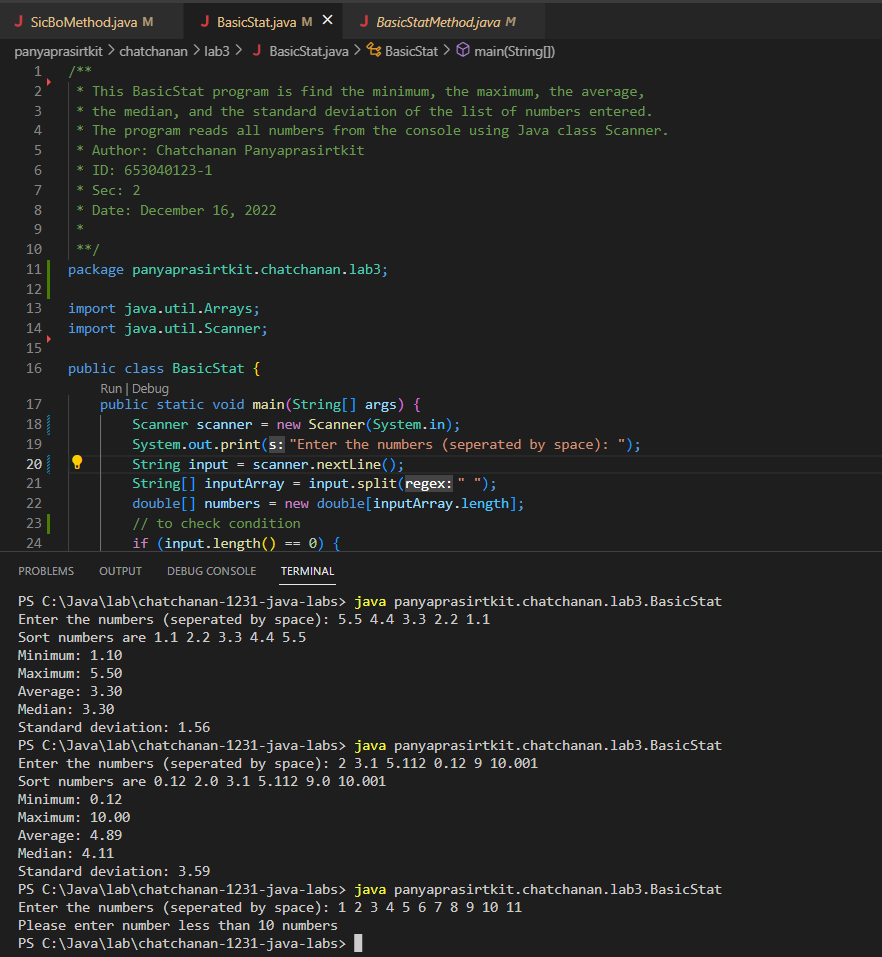 J SicBoMethod.java M J BasicStat.java M × J BasicStatMethod.java M
panyaprasirtkit > chatchanan > lab3 > J BasicStat.java > BasicStat > main(String[])
1 /**
2 * This BasicStat program is find the minimum, the maximum, the average,
3 * the median, and the standard deviation of the list of numbers entered.
4 * The program reads all numbers from the console using Java class Scanner.
5 * Author: Chatchanan Panyaprasirtkit
6 * ID: 653040123-1
7 * Sec: 2
8 * Date: December 16, 2022
9 *
10 **/
11 package panyaprasirtkit.chatchanan.lab3;
12
13 import java.util.Arrays;
14 import java.util.Scanner;
15
16 public class BasicStat {
Run | Debug
17 public static void main(String[] args) {
18 Scanner scanner = new Scanner(System.in);
19 System.out.print(s: "Enter the numbers (seperated by space): ");
20 String input = scanner.nextLine();
21 String[] inputArray = input.split(regex: " ");
22 double[] numbers = new double[inputArray.length];
23 // to check condition
24 if (input.length() == 0) {
PROBLEMS OUTPUT DEBUG CONSOLE TERMINAL
PS C:\Java\lab\chatchanan-1231-java-labs> java panyaprasirtkit.chatchanan.lab3.BasicStat
Enter the numbers (seperated by space): 5.5 4.4 3.3 2.2 1.1
Sort numbers are 1.1 2.2 3.3 4.4 5.5
Minimum: 1.10
Maximum: 5.50
Average: 3.30
Median: 3.30
Standard deviation: 1.56
PS C:\Java\lab\chatchanan-1231-java-labs> java panyaprasirtkit.chatchanan.lab3.BasicStat
Enter the numbers (seperated by space): 2 3.1 5.112 0.12 9 10.001
Sort numbers are 0.12 2.0 3.1 5.112 9.0 10.001
Minimum: 0.12
Maximum: 10.00
Average: 4.89
Median: 4.11
Standard deviation: 3.59
PS C:\Java\lab\chatchanan-1231-java-labs> java panyaprasirtkit.chatchanan.lab3.BasicStat
Enter the numbers (seperated by space): 1 2 3 4 5 6 7 8 9 10 11
Please enter number less than 10 numbers
PS C:\Java\lab\chatchanan-1231-java-labs>